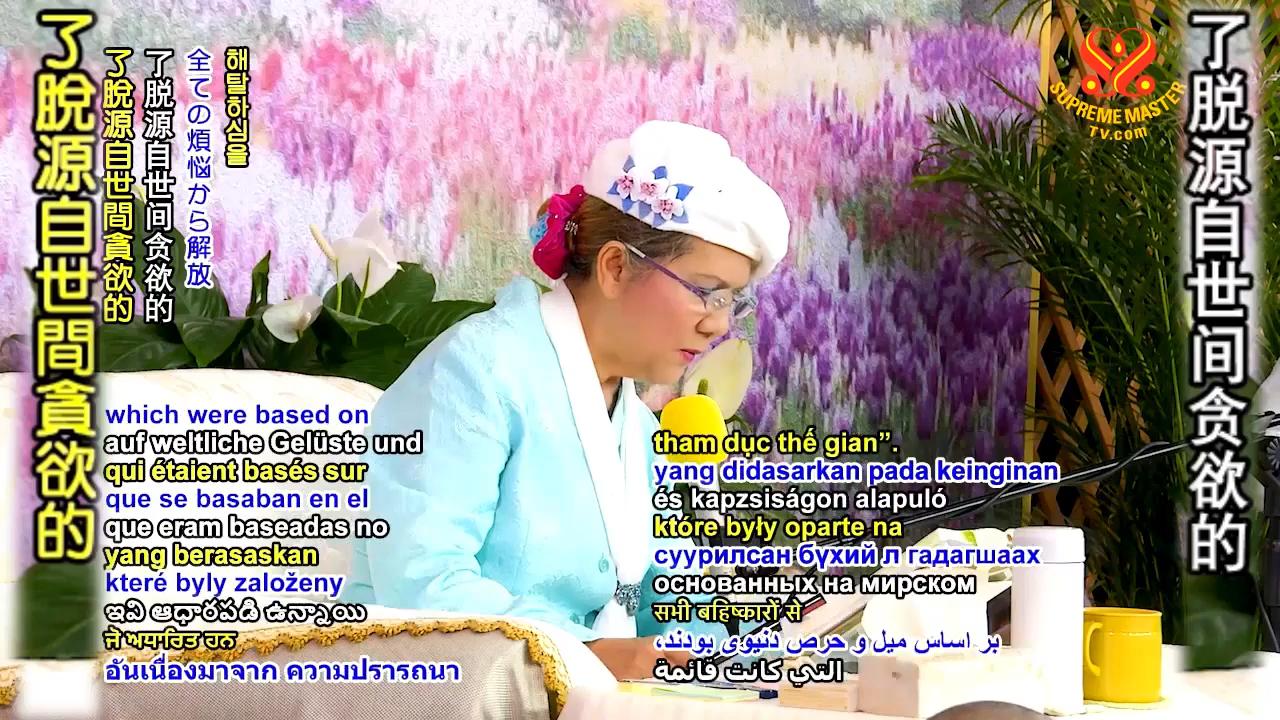 了脫源自世間貪欲的
了脫源自世間貪欲的
了脱源自世间贪欲的
全ての煩悩から解放
해탈하심을
SUPREME MASTER
TV.com
了脱源自世间贪欲的
which were based on
auf weltliche Gelüste und
qui étaient basés sur
que se basaban en el
que eram baseadas no
yang berasaskan
které byly založeny
ఇవి ఆధారపడి ఉన్నాయి
ਜੋ ਅਧਾਰਿਤ ਹਨ
อันเนื่องมาจาก ความปรารถนา
tham dục thế gian”.
yang didasarkan pada keinginan
és kapzsiságon alapuló
które były oparte na
суурилсан бүхий л гадагшаах
основанных на мирском
सभी बहिष्कारों से
بر اساس میل و حرص دنیوی بودند،
التي كانت قائمة